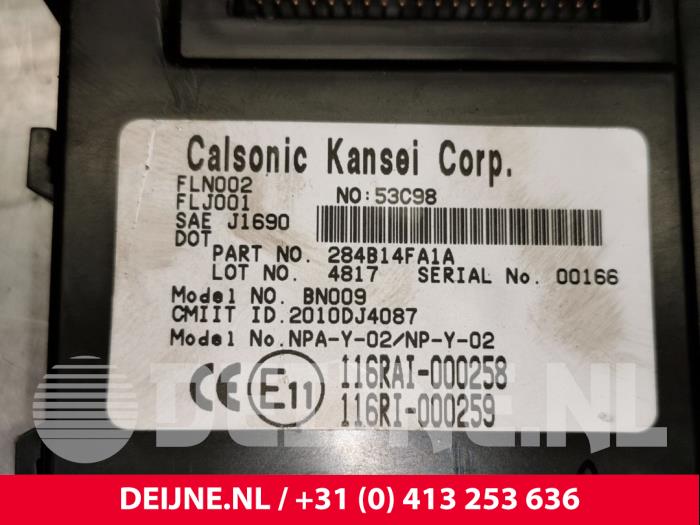 Calsonic Kansei Corp.
FLN002
FLJ001 NO:53C98
SAE J1690
DOT
PART NO. 284B14FA1A
LOT NO. 4817 SERIAL No. 00166
Model NO. BN009
CMIIT ID.2010DJ4087
Model No.NPA-Y-02/NP-Y-02
CE E11 116RAI-000258
116RI-000259
DEIJNE.NL
DEIJNE.NL / +31 (0) 413 253 636